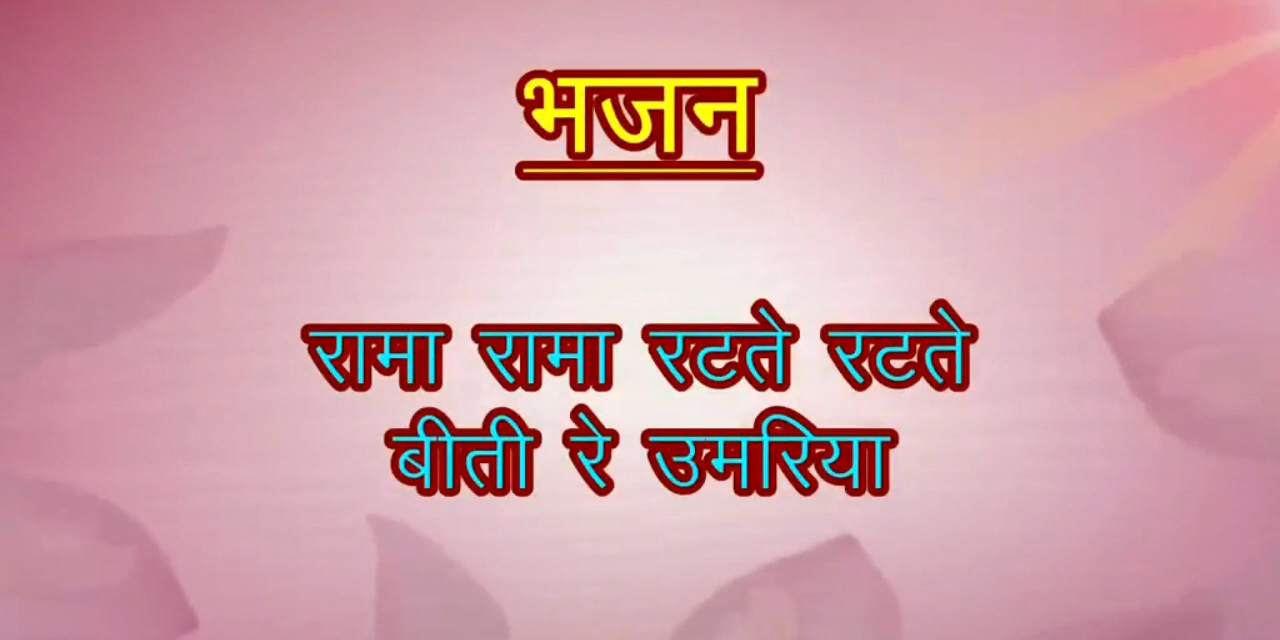 भजन
रामा रामा रटते रटते
बीती रे उमरिया